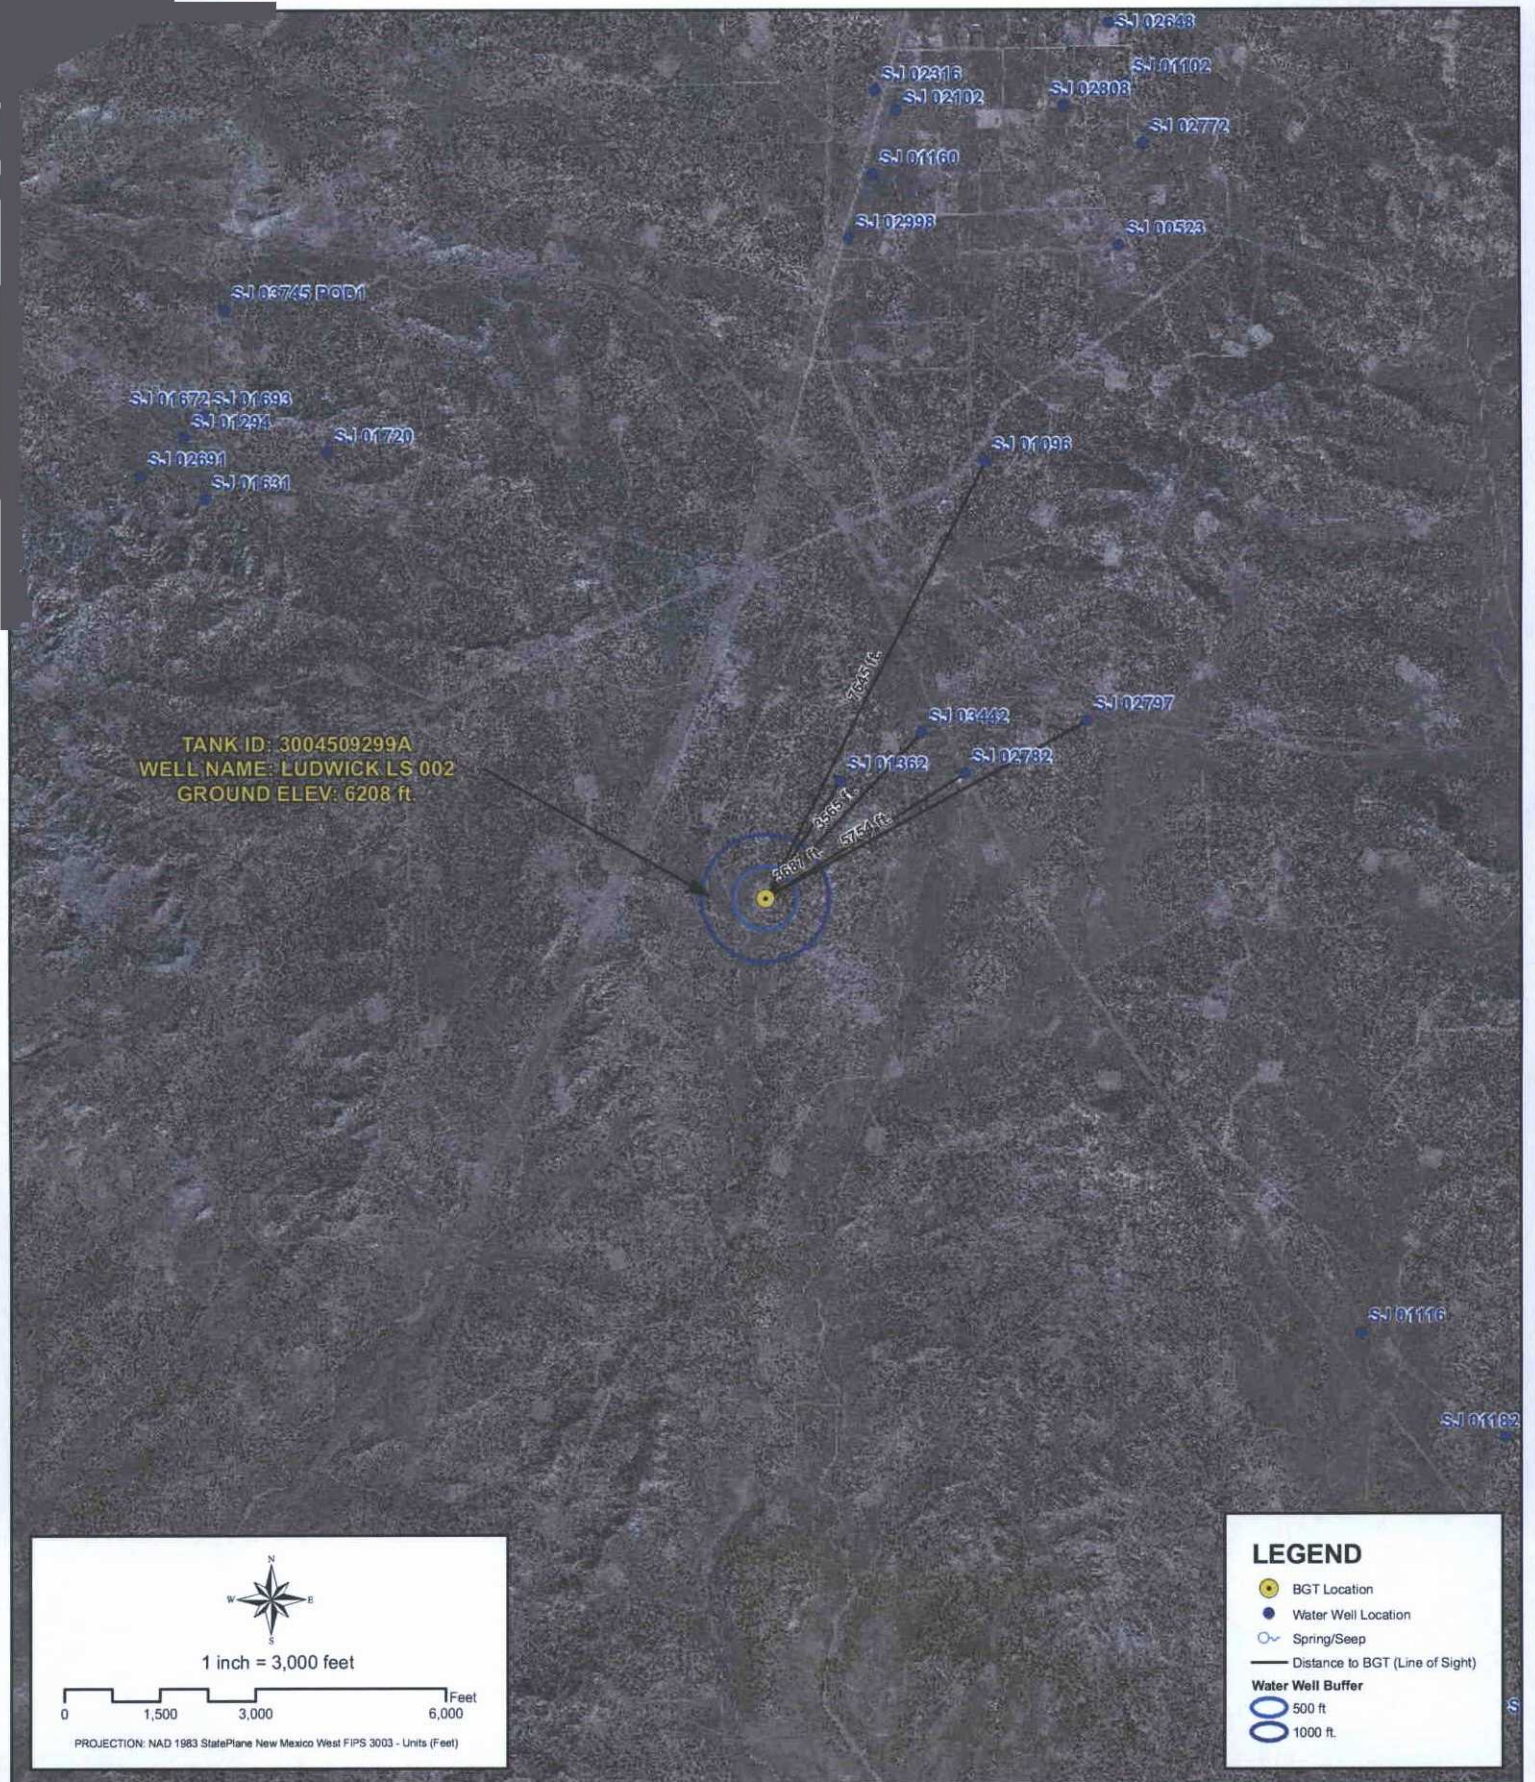 SJ 02648
SJ 01102
SJ 02316
SJ 02808
SJ 02102
SJ 02772
SJ 01160
SJ 02998
SJ 00523
SJ 03745 POD1
SJ 01672 SJ 01693
SJ 01294
SJ 01720
SJ 01096
SJ 02691
SJ 01631
7645 ft.
SJ 02797
SJ 03442
TANK ID: 3004509299A
WELL NAME: LUDWICK LS 002
GROUND ELEV: 6208 ft.
SJ 02782
SJ 01362
3565 ft.
5754 ft.
3687 ft.
SJ 01116
SJ 01182
N
W E
S
1 inch = 3,000 feet
Feet
0 1,500 3,000 6,000
PROJECTION: NAD 1983 StatePlane New Mexico West FIPS 3003 - Units (Feet)
LEGEND
BGT Location
Water Well Location
Spring/Seep
Distance to BGT (Line of Sight)
Water Well Buffer
500 ft
1000 ft.
S